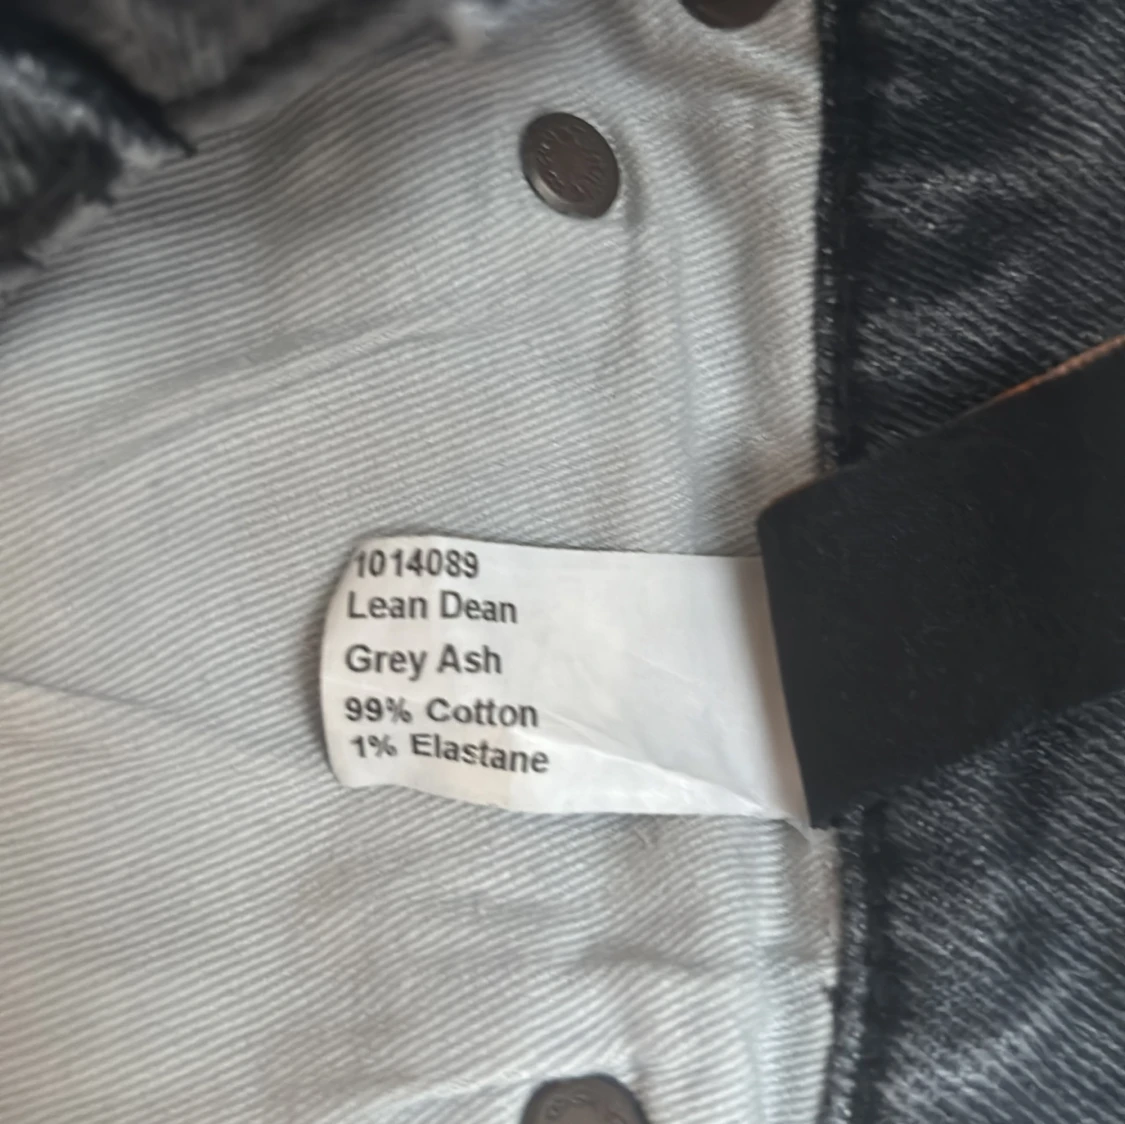 1014089
Lean Dean
Grey Ash
99% Cotton
1% Elastane